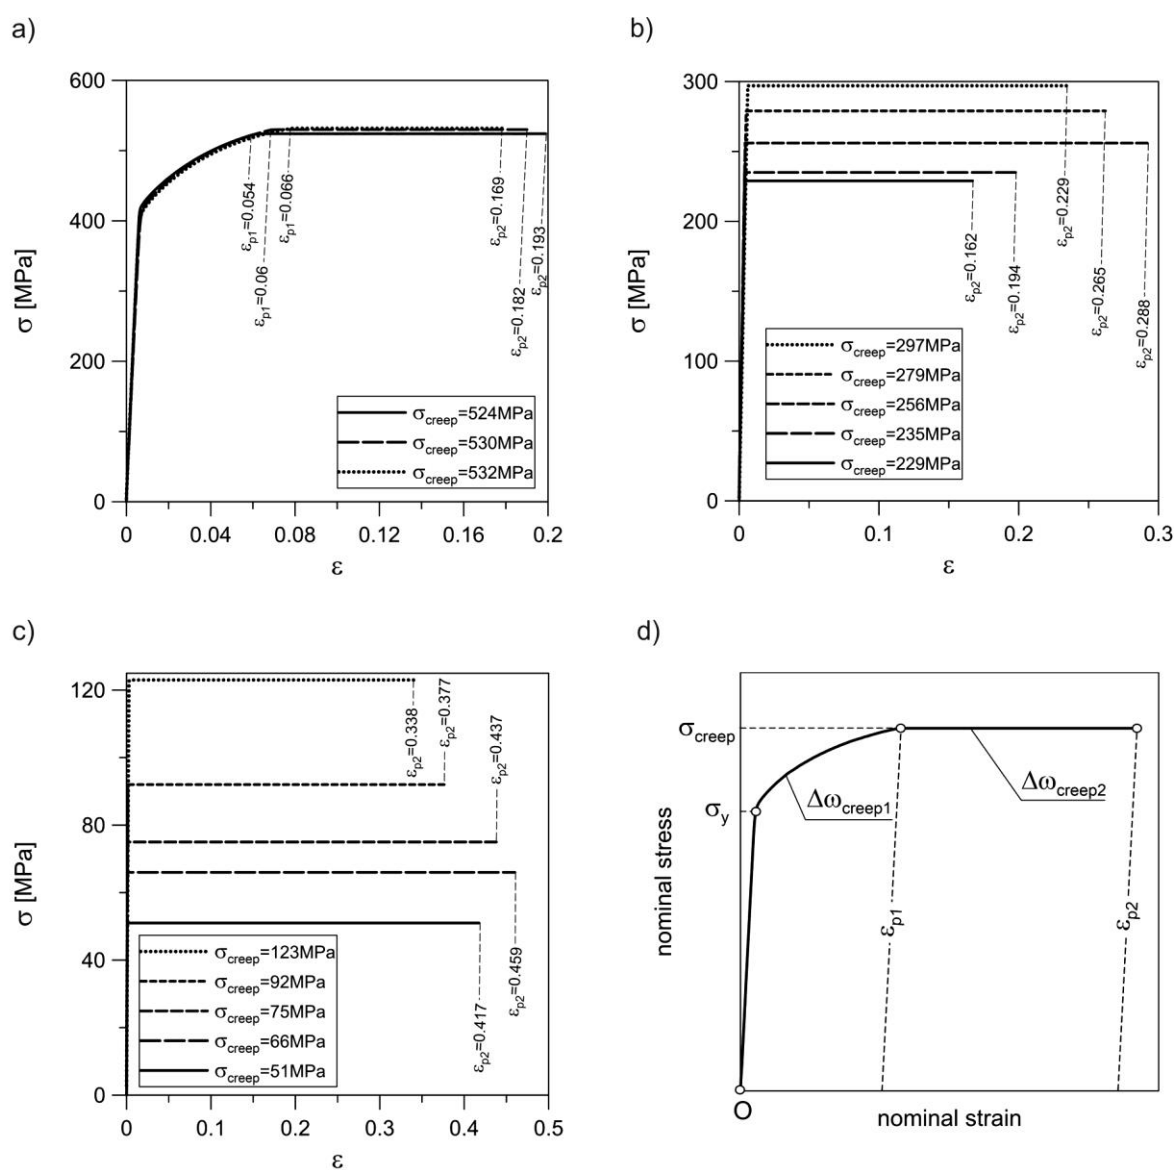 a)
600
400
200
0
σ [MPa]
0 0.04 0.08 0.12 0.16 0.2
ε
εp1=0.054
εp1=0.06
εp1=0.066
εp2=0.169
εp2=0.182
εp2=0.193
σcreep=524MPa
σcreep=530MPa
σcreep=532MPa
b)
300
200
100
0
σ [MPa]
0 0.1 0.2 0.3
ε
εp2=0.162
εp2=0.194
εp2=0.229
εp2=0.265
εp2=0.288
σcreep=297MPa
σcreep=279MPa
σcreep=256MPa
σcreep=235MPa
σcreep=229MPa
c)
120
80
40
0
σ [MPa]
0 0.1 0.2 0.3 0.4 0.5
ε
εp2=0.338
εp2=0.377
εp2=0.437
εp2=0.417
εp2=0.459
σcreep=123MPa
σcreep=92MPa
σcreep=75MPa
σcreep=66MPa
σcreep=51MPa
d)
σcreep
σy
nominal stress
Δωcreep1
Δωcreep2
εp1
εp2
O
nominal strain